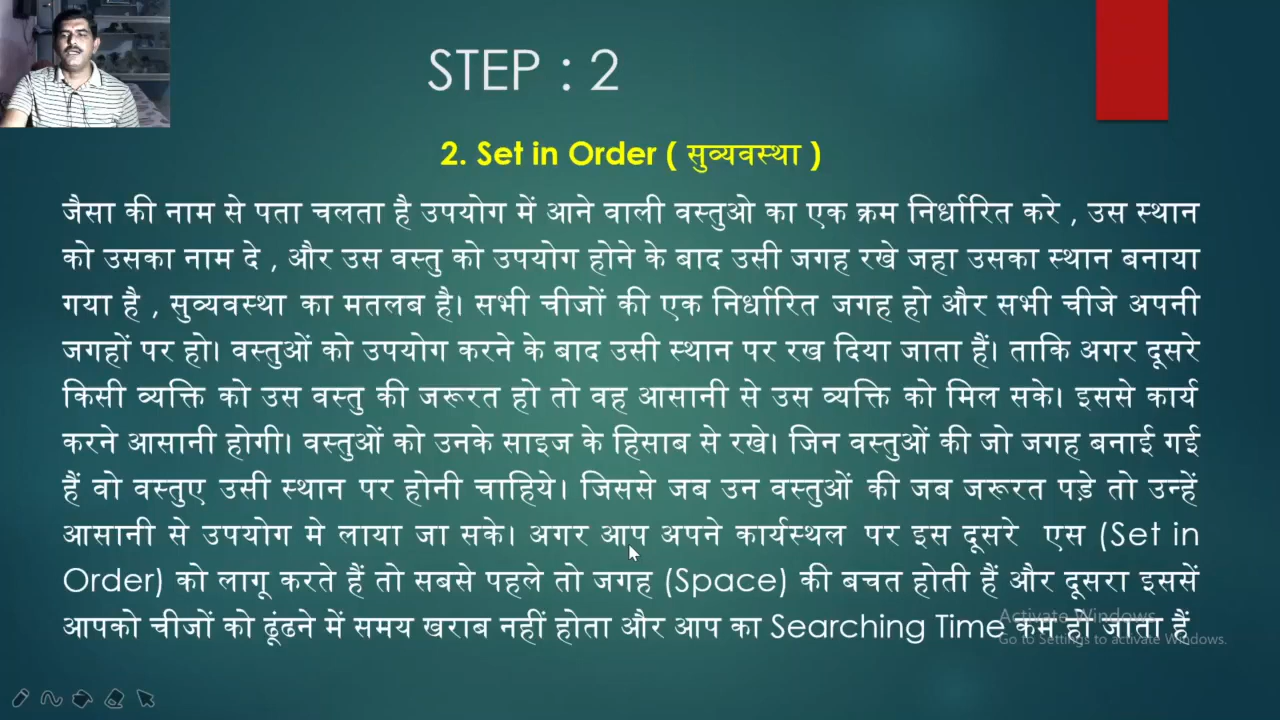 STEP : 2
2. Set in Order ( सुव्यवस्था )
जैसा की नाम से पता चलता है उपयोग में आने वाली वस्तुओ का एक क्रम निर्धारित करे , उस स्थान
को उसका नाम दे , और उस वस्तु को उपयोग होने के बाद उसी जगह रखे जहा उसका स्थान बनाया
गया है , सुव्यवस्था का मतलब है। सभी चीजों की एक निर्धारित जगह हो और सभी चीजे अपनी
जगहों पर हो। वस्तुओं को उपयोग करने के बाद उसी स्थान पर रख दिया जाता हैं। ताकि अगर दूसरे
किसी व्यक्ति को उस वस्तु की जरूरत हो तो वह आसानी से उस व्यक्ति को मिल सके। इससे कार्य
करने आसानी होगी। वस्तुओं को उनके साइज के हिसाब से रखे। जिन वस्तुओं की जो जगह बनाई गई
हैं वो वस्तुए उसी स्थान पर होनी चाहिये। जिससे जब उन वस्तुओं की जब जरूरत पड़े तो उन्हें
आसानी से उपयोग मे लाया जा सके। अगर आप अपने कार्यस्थल पर इस दूसरे एस (Set in
Order) को लागू करते हैं तो सबसे पहले तो जगह (Space) की बचत होती हैं और दूसरा इससें
आपको चीजों को ढूंढने में समय खराब नहीं होता और आप का Searching Time कम हो जाता हैं
Activate Windows
Go to Settings to activate Windows.